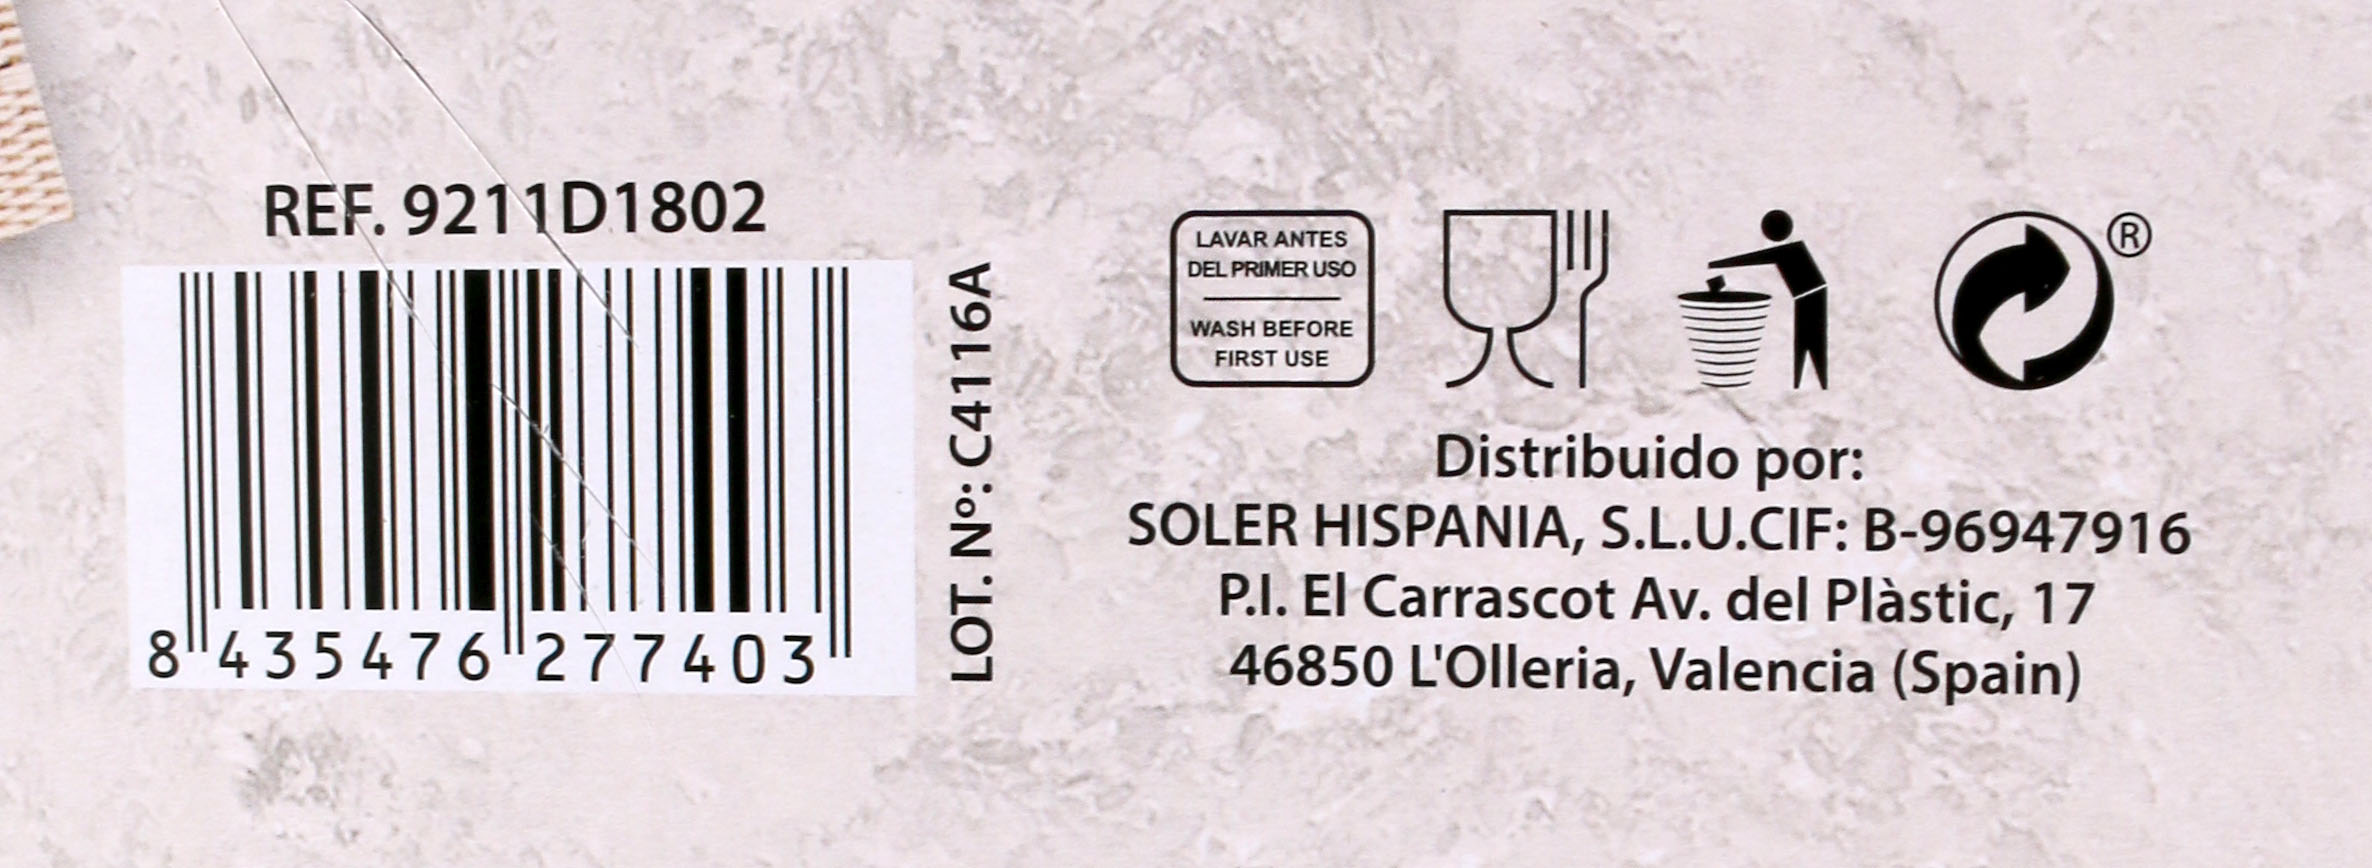 REF. 9211D1802
8 435476 277403
LOT. Nº: C4116A
LAVAR ANTES
DEL PRIMER USO
WASH BEFORE
FIRST USE
®
Distribuido por:
SOLER HISPANIA, S.L.U.CIF: B-96947916
P.I. El Carrascot Av. del Plàstic, 17
46850 L'Olleria, Valencia (Spain)